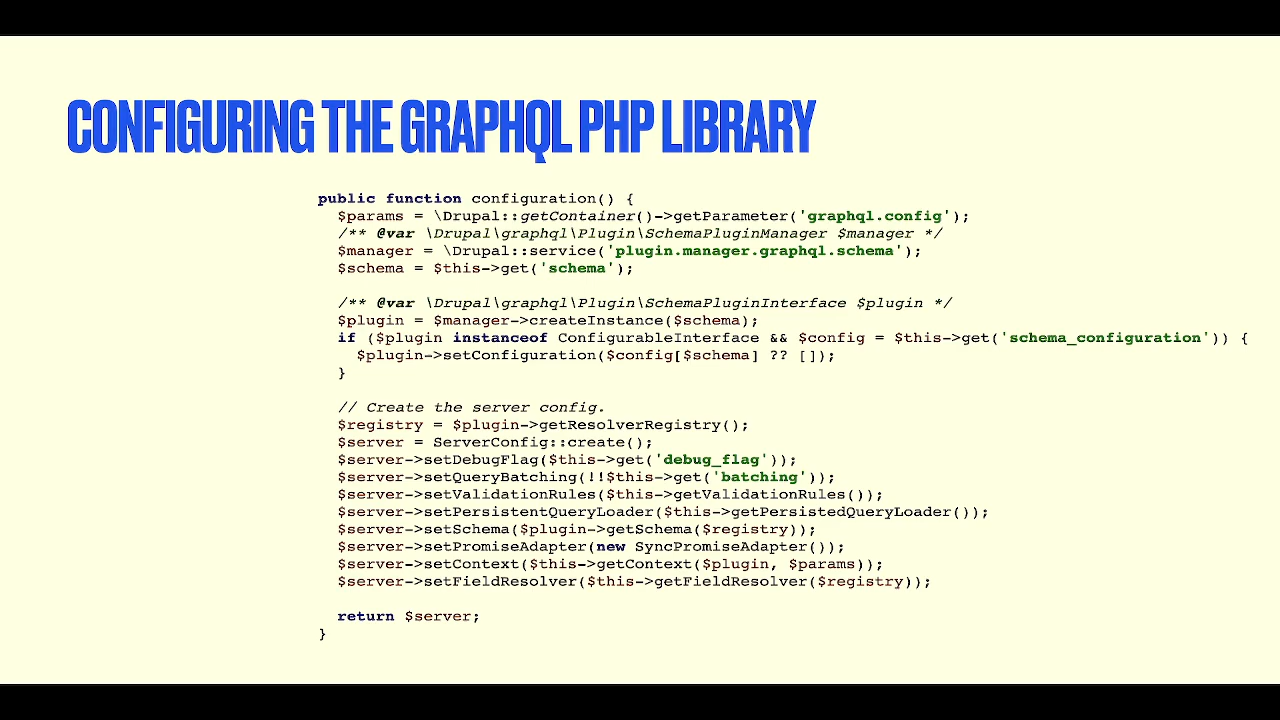 CONFIGURING THE GRAPHQL PHP LIBRARY
public function configuration() {
  $params = \Drupal::getContainer()->getParameter('graphql.config');
  /** @var \Drupal\graphql\Plugin\SchemaPluginManager $manager */
  $manager = \Drupal::service('plugin.manager.graphql.schema');
  $schema = $this->get('schema');

  /** @var \Drupal\graphql\Plugin\SchemaPluginInterface $plugin */
  $plugin = $manager->createInstance($schema);
  if ($plugin instanceof ConfigurableInterface && $config = $this->get('schema_configuration')) {
    $plugin->setConfiguration($config[$schema] ?? []);
  }

  // Create the server config.
  $registry = $plugin->getResolverRegistry();
  $server = ServerConfig::create();
  $server->setDebugFlag($this->get('debug_flag'));
  $server->setQueryBatching(!!$this->get('batching'));
  $server->setValidationRules($this->getValidationRules());
  $server->setPersistentQueryLoader($this->getPersistedQueryLoader());
  $server->setSchema($plugin->getSchema($registry));
  $server->setPromiseAdapter(new SyncPromiseAdapter());
  $server->setContext($this->getContext($plugin, $params));
  $server->setFieldResolver($this->getFieldResolver($registry));

  return $server;
}